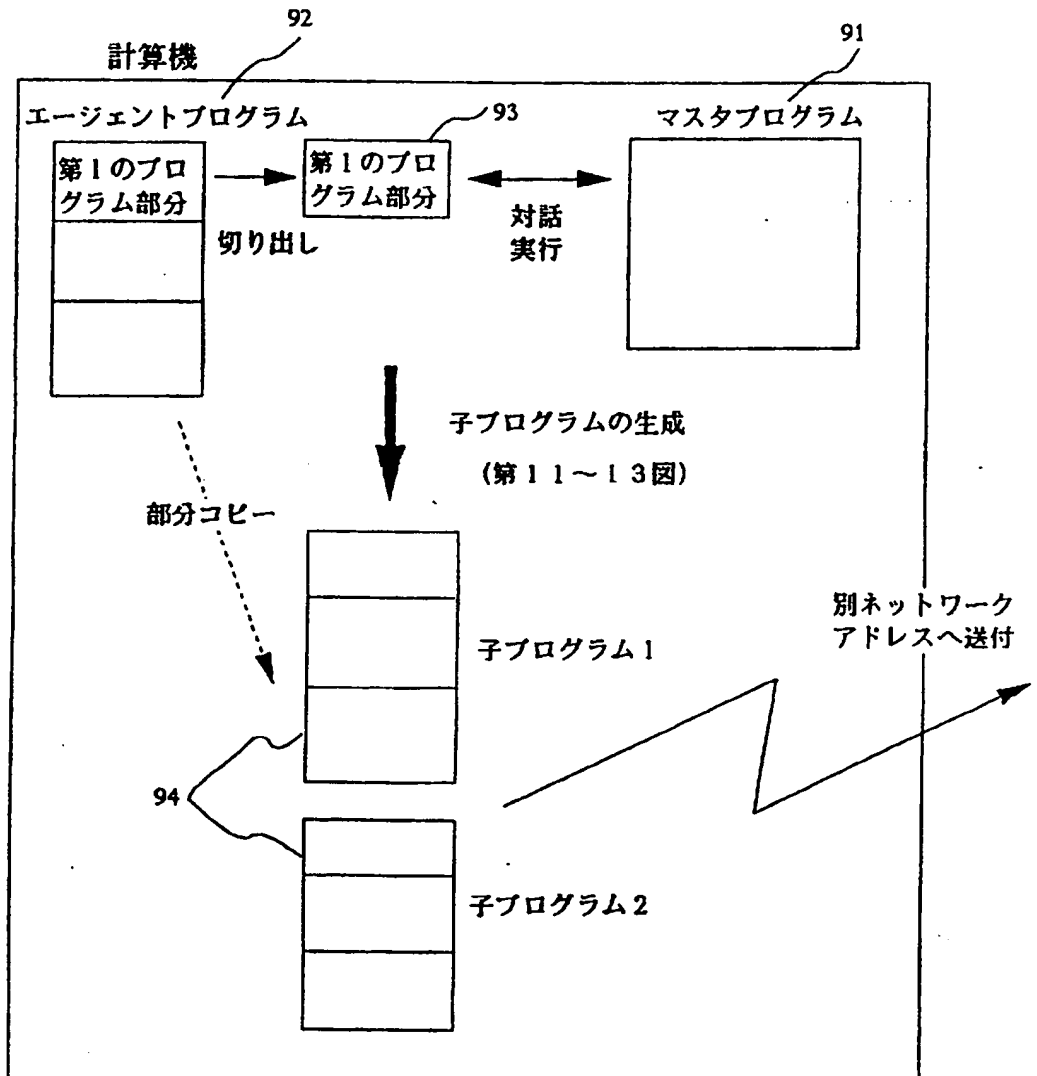 92
計算機
91
エージェントプログラム
93
マスタプログラム
第1のプロ
グラム部分
第1のプロ
グラム部分
切り出し
対話
実行
子プログラムの生成
(第11~13図)
部分コピー
別ネットワーク
アドレスへ送付
子プログラム1
94
子プログラム2